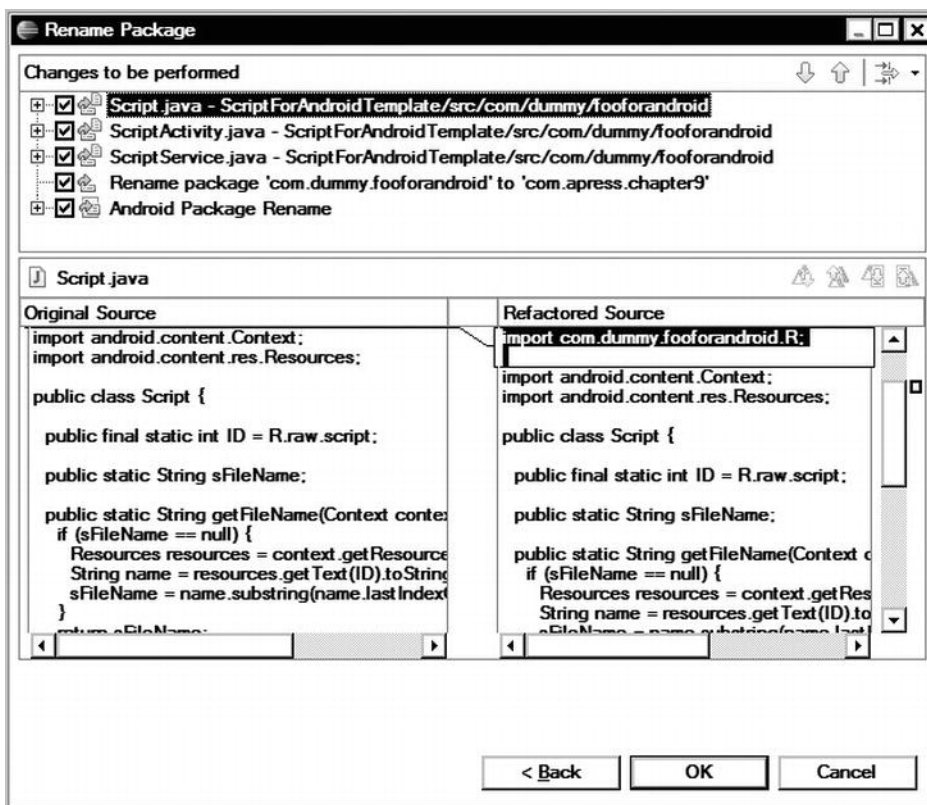 Rename Package
Changes to be performed
Script.java - ScriptForAndroidTemplate/src/com/dummy/fooforandroid
ScriptActivity.java - ScriptForAndroidTemplate/src/com/dummy/fooforandroid
ScriptService.java - ScriptForAndroidTemplate/src/com/dummy/fooforandroid
Rename package 'com.dummy.fooforandroid' to 'com.apress.chapter9'
Android Package Rename
Script.java
Original Source
import android.content.Context;
import android.content.res.Resources;
public class Script {
public final static int ID = R.raw.script;
public static String sFileName;
public static String getFileName(Context contex
if (sFileName == null) {
Resources resources = context.getResource
String name = resources.getText(ID).toString
sFileName = name.substring(name.lastIndex
}
return sFileName;
Refactored Source
import com.dummy.fooforandroid.R;
import android.content.Context;
import android.content.res.Resources;
public class Script {
public final static int ID = R.raw.script;
public static String sFileName;
public static String getFileName(Context c
if (sFileName == null) {
Resources resources = context.getRes
String name = resources.getText(ID).to
sFileName = name.substring(name.last
< Back
OK
Cancel